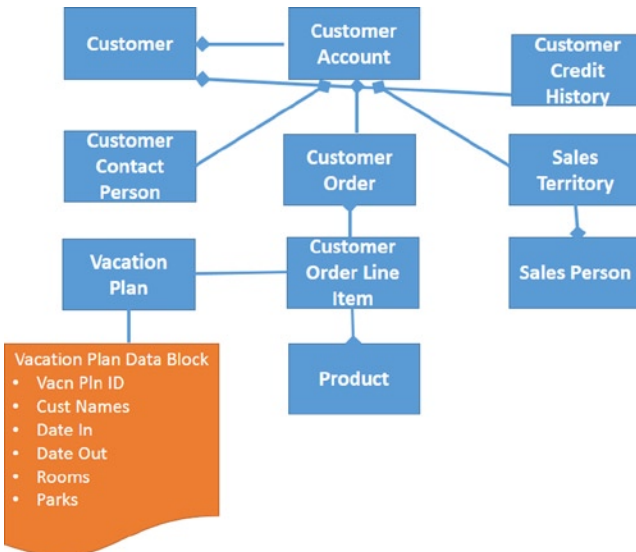 Customer
Customer
Account
Customer
Credit
History
Customer
Contact
Person
Customer
Order
Sales
Territory
Vacation
Plan
Customer
Order Line
Item
Sales Person
Vacation Plan Data Block
• Vacn Pln ID
• Cust Names
• Date In
• Date Out
• Rooms
• Parks
Product